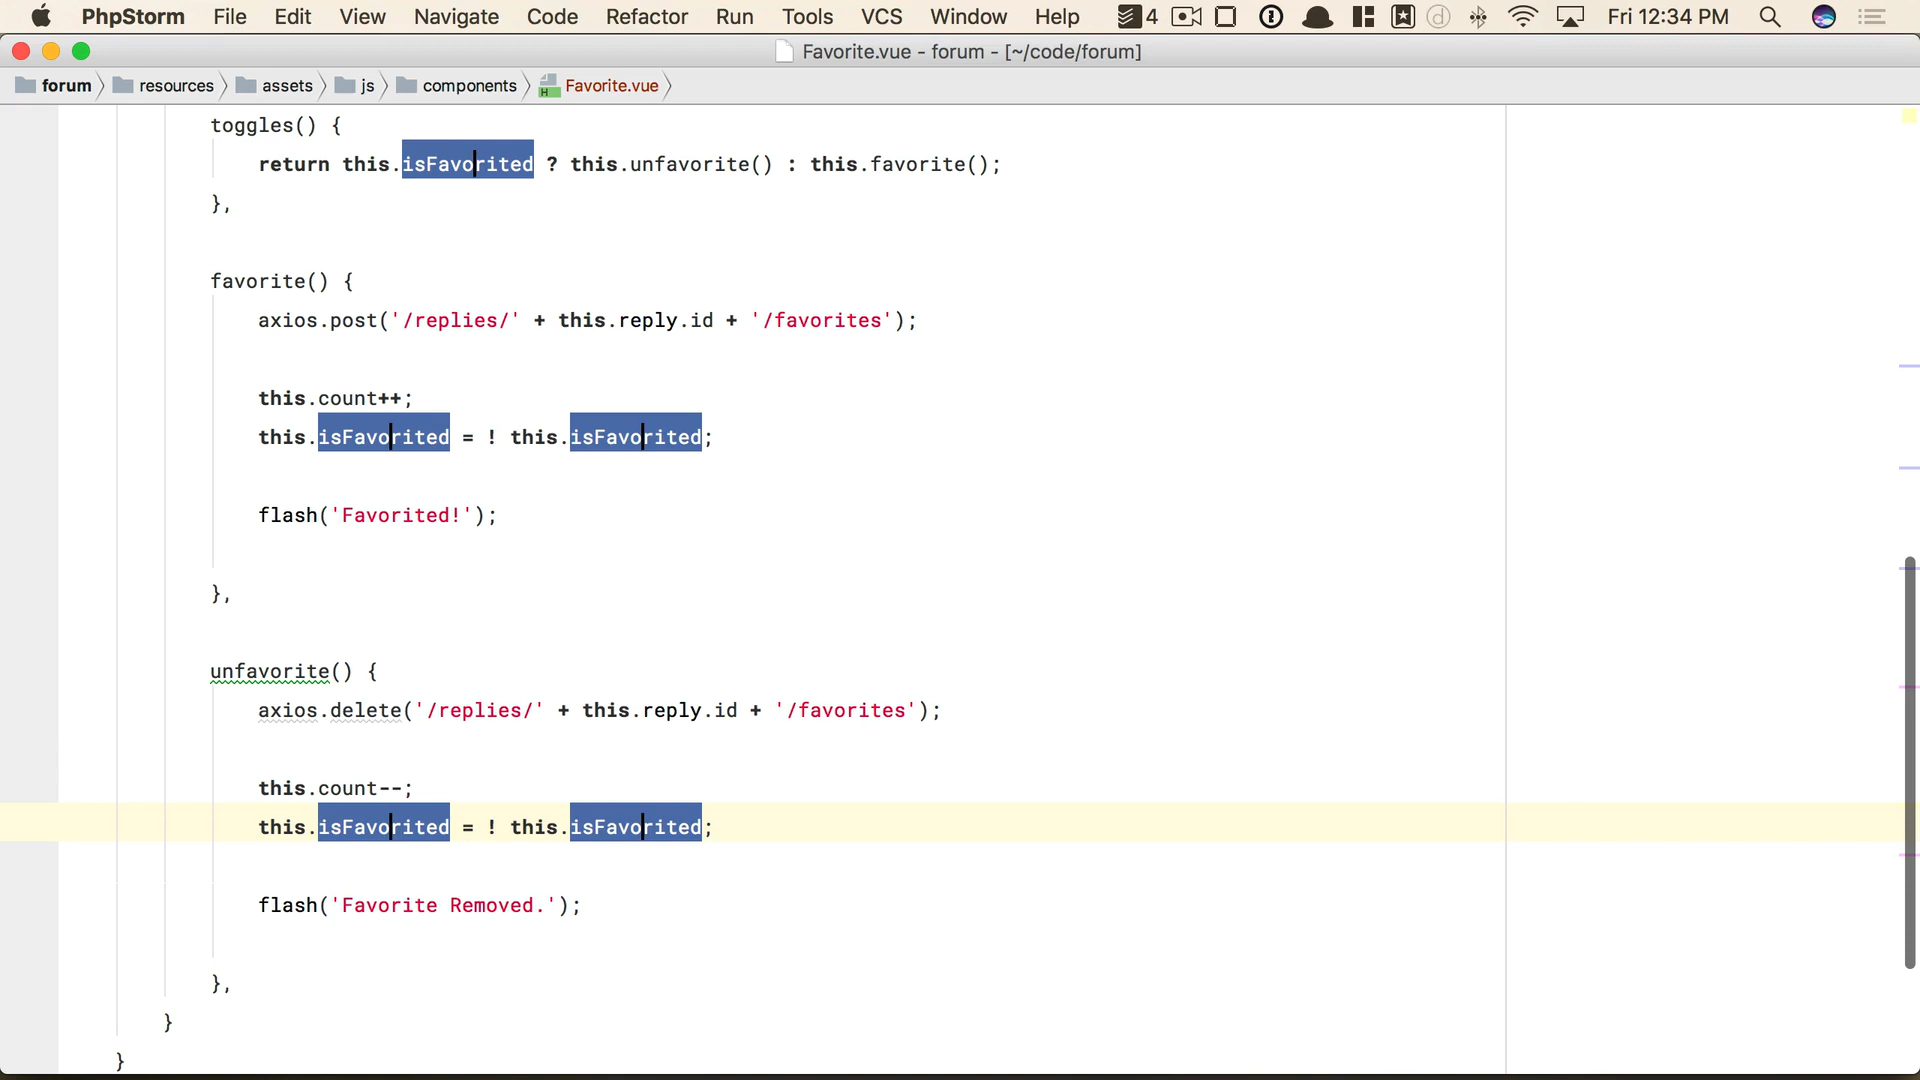 PhpStorm File Edit View Navigate Code Refactor Run Tools VCS Window Help 4 Fri 12:34 PM
Favorite.vue - forum - [~/code/forum]
forum resources assets js components Favorite.vue
toggles() {
return this.isFavorited ? this.unfavorite() : this.favorite();
},
favorite() {
axios.post('/replies/' + this.reply.id + '/favorites');
this.count++;
this.isFavorited = ! this.isFavorited;
flash('Favorited!');
},
unfavorite() {
axios.delete('/replies/' + this.reply.id + '/favorites');
this.count--;
this.isFavorited = ! this.isFavorited;
flash('Favorite Removed.');
},
}
}